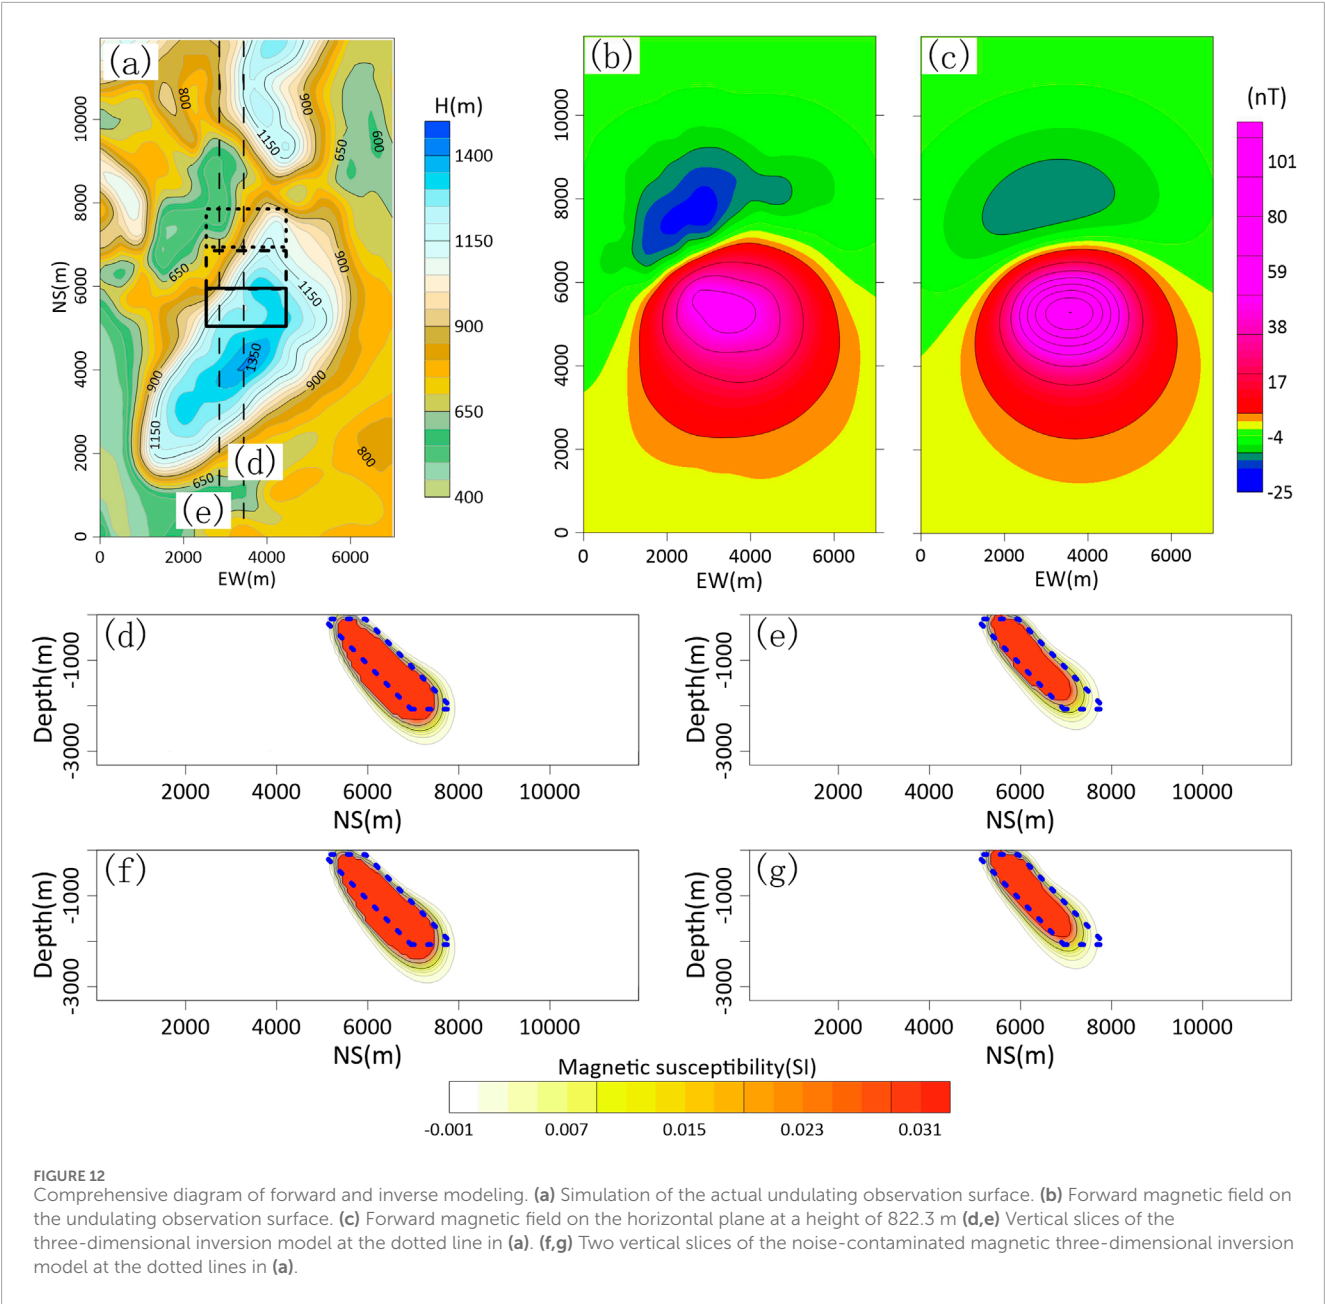 (a)
(b)
(c)
H(m)
1400
1150
900
650
400
(nT)
101
80
59
38
17
-4
-25
NS(m)
10000
8000
6000
4000
2000
0
800
900
1150
650
600
650
900
1150
1350
900
900
1150
650
800
(d)
(e)
0
2000
4000
6000
EW(m)
10000
8000
6000
4000
2000
0
0
2000
4000
6000
EW(m)
0
2000
4000
6000
EW(m)
(d)
Depth(m)
-1000
-3000
2000
4000
6000
8000
10000
NS(m)
(e)
Depth(m)
-1000
-3000
2000
4000
6000
8000
10000
NS(m)
(f)
Depth(m)
-1000
-3000
2000
4000
6000
8000
10000
NS(m)
(g)
Depth(m)
-1000
-3000
2000
4000
6000
8000
10000
NS(m)
Magnetic susceptibility(SI)
-0.001
0.007
0.015
0.023
0.031
FIGURE 12
Comprehensive diagram of forward and inverse modeling. (a) Simulation of the actual undulating observation surface. (b) Forward magnetic field on
the undulating observation surface. (c) Forward magnetic field on the horizontal plane at a height of 822.3 m (d,e) Vertical slices of the
three-dimensional inversion model at the dotted line in (a). (f,g) Two vertical slices of the noise-contaminated magnetic three-dimensional inversion
model at the dotted lines in (a).